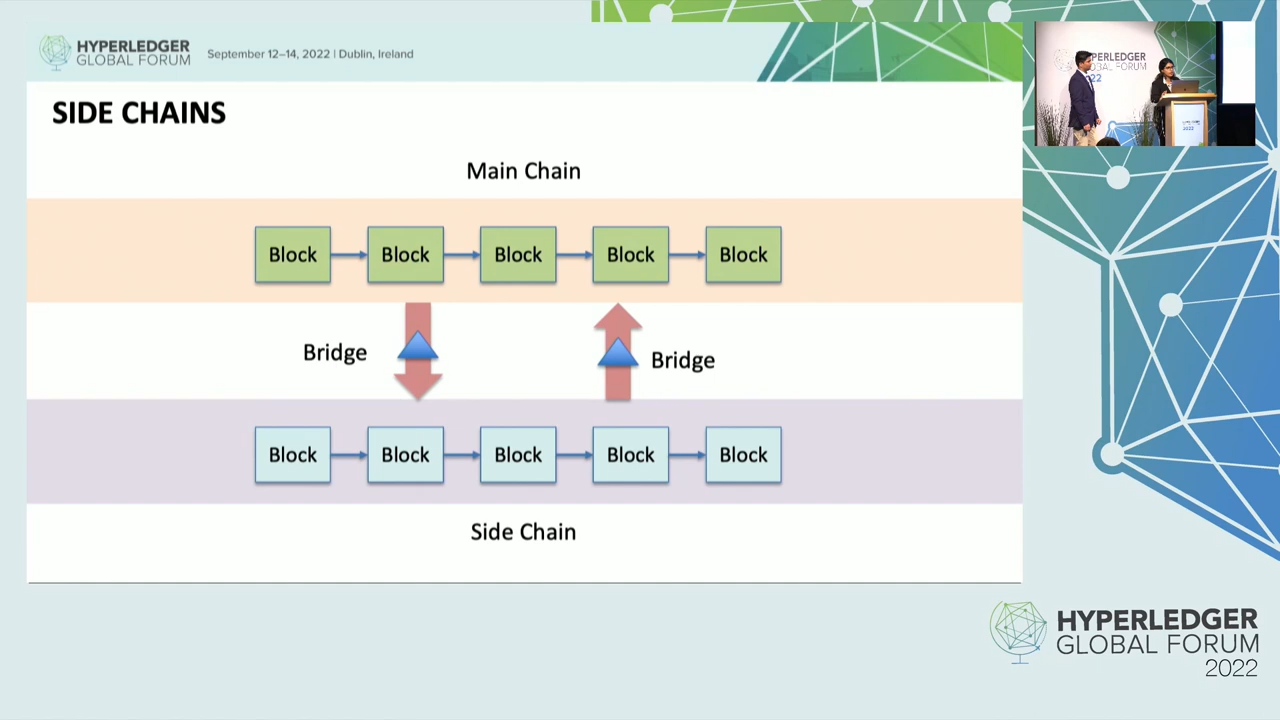 HYPERLEDGER
GLOBAL FORUM
September 12–14, 2022 | Dublin, Ireland
SIDE CHAINS
Main Chain
Block Block Block Block Block
Bridge Bridge
Block Block Block Block Block
Side Chain
HYPERLEDGER
GLOBAL FORUM
2022